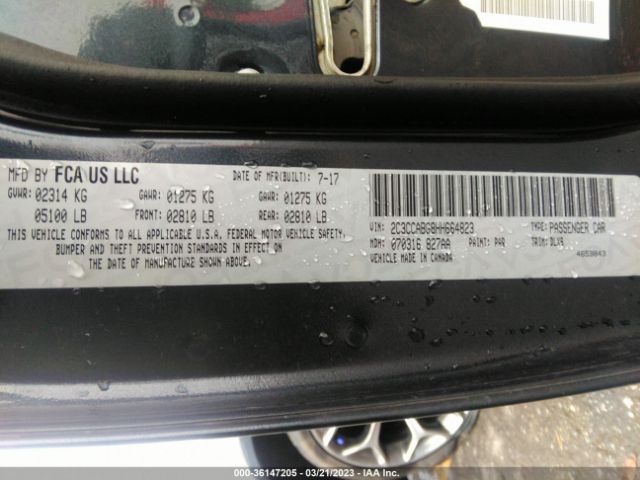 MFD BY FCA US LLC DATE OF MFR(BUILT): 7-17
GVWR: 02314 KG GAWR: 01275 KG GAWR: 01275 KG
05100 LB FRONT: 02810 LB REAR: 02810 LB
THIS VEHICLE CONFORMS TO ALL APPLICABLE U.S.A. FEDERAL MOTOR VEHICLE SAFETY,
BUMPER AND THEFT PREVENTION STANDARDS IN EFFECT ON
THE DATE OF MANUFACTURE SHOWN ABOVE.
VIN: 2C3CCABG8HH664823 TYPE: PASSENGER CAR
MDH: 070316 827AA PAINT: PAR TRIM: DLX8
VEHICLE MADE IN CANADA 4653843
000-36147205 - 03/21/2023 - IAA Inc.